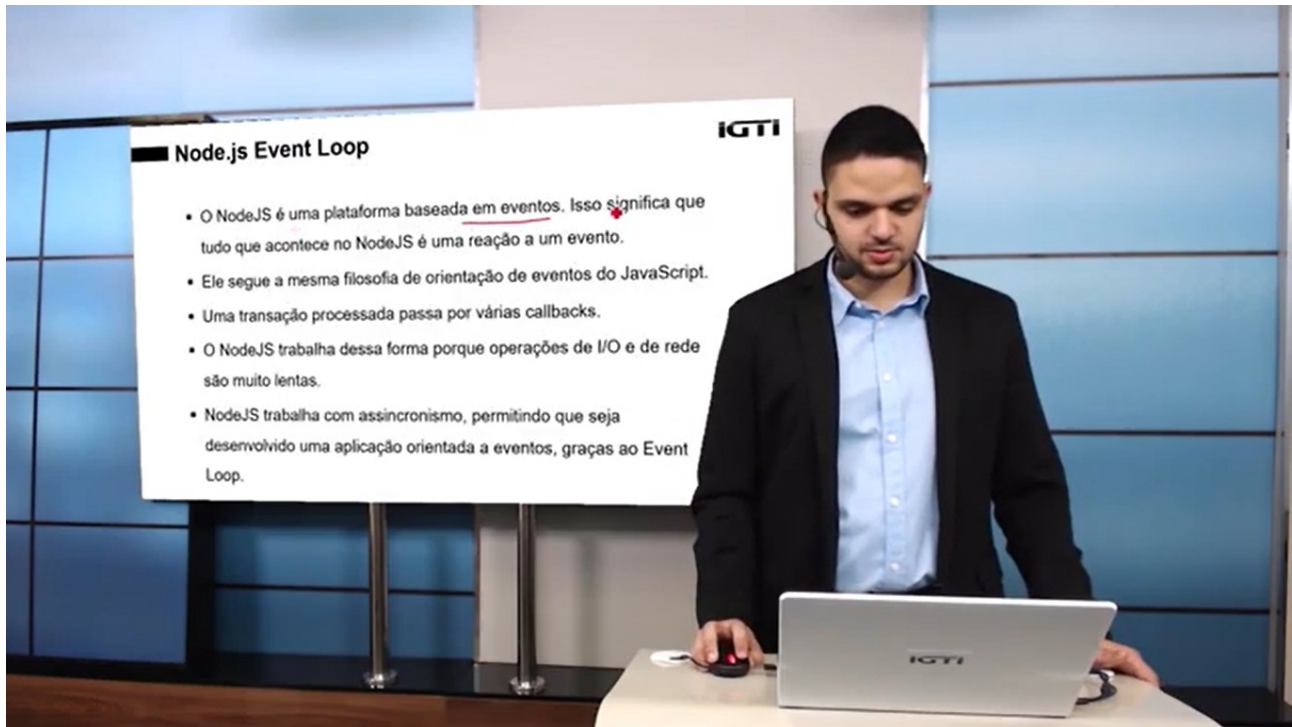 IGTI
Node.js Event Loop
• O NodeJS é uma plataforma baseada em eventos. Isso significa que
tudo que acontece no NodeJS é uma reação a um evento.
• Ele segue a mesma filosofia de orientação de eventos do JavaScript.
• Uma transação processada passa por várias callbacks.
• O NodeJS trabalha dessa forma porque operações de I/O e de rede
são muito lentas.
• NodeJS trabalha com assincronismo, permitindo que seja
desenvolvido uma aplicação orientada a eventos, graças ao Event
Loop.
IGTI